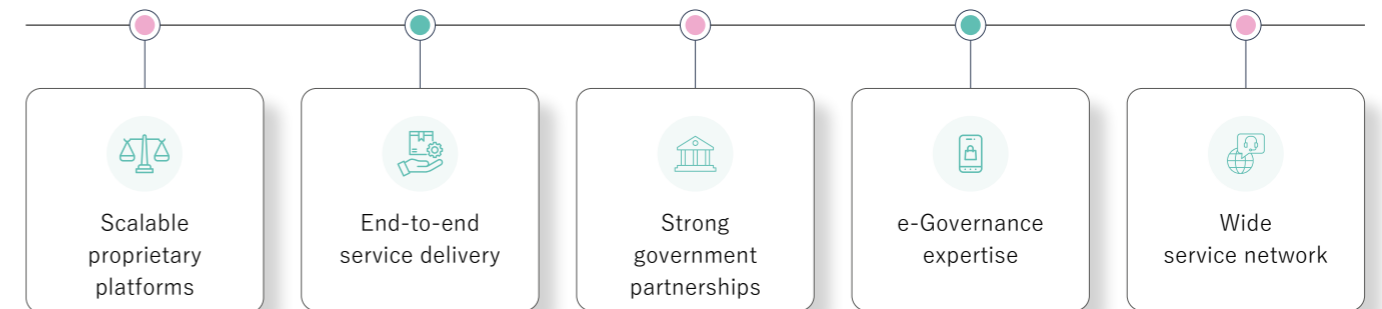 Scalable
proprietary
platforms
End-to-end
service delivery
Strong
government
partnerships
e-Governance
expertise
Wide
service network